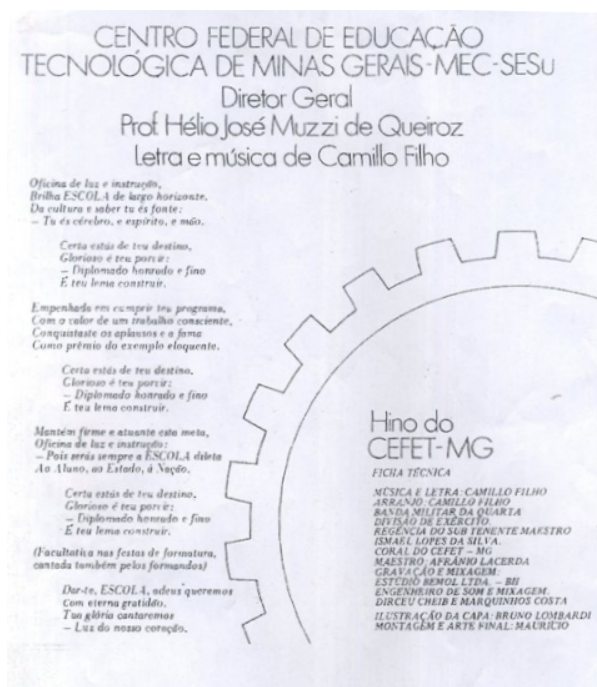 CENTRO FEDERAL DE EDUCAÇÃO
TECNOLÓGICA DE MINAS GERAIS-MEC-SESu
Diretor Geral
Prof. Hélio José Muzzi de Queiroz
Letra e música de Camillo Filho
Oficina de luz e instrução,
Brilha ESCOLA de largo horizonte.
Da cultura e saber tu és fonte:
– Tu és cérebro, e espírito, e mão.
Certa estás de teu destino,
Glorioso é teu porvir:
– Diplomado honrado e fino
É teu lema construir.
Empenhada em cumprir teu programa,
Com o calor de um trabalho consciente,
Conquistaste os aplausos e a fama
Como prêmio do exemplo eloquente.
Certa estás de teu destino,
Glorioso é teu porvir:
– Diplomado honrado e fino
É teu lema construir.
Mantém firme e atuante esta meta,
Oficina de luz e instrução:
– Pois serás sempre a ESCOLA dileta
Ao Aluno, ao Estado, à Nação.
Certa estás de teu destino,
Glorioso é teu porvir:
– Diplomado honrado e fino
É teu lema construir.
(Facultativa nas festas de formatura,
cantada também pelos formandos)
Dar-te, ESCOLA, adeus queremos
Com eterna gratidão.
Tua glória cantaremos
– Luz do nosso coração.
Hino do
CEFET-MG
FICHA TÉCNICA
MÚSICA E LETRA: CAMILLO FILHO
ARRANJO: CAMILLO FILHO
BANDA MILITAR DA QUARTA
DIVISÃO DE EXÉRCITO.
REGÊNCIA DO SUB TENENTE MAESTRO
ISMAEL LOPES DA SILVA.
CORAL DO CEFET – MG
MAESTRO: AFRÂNIO LACERDA
GRAVAÇÃO E MIXAGEM:
ESTÚDIO BEMOL LTDA. – BH
ENGENHEIRO DE SOM E MIXAGEM.
DIRCEU CHEIB E MARQUINHOS COSTA
ILUSTRAÇÃO DA CAPA: BRUNO LOMBARDI
MONTAGEM E ARTE FINAL: MAURICIO